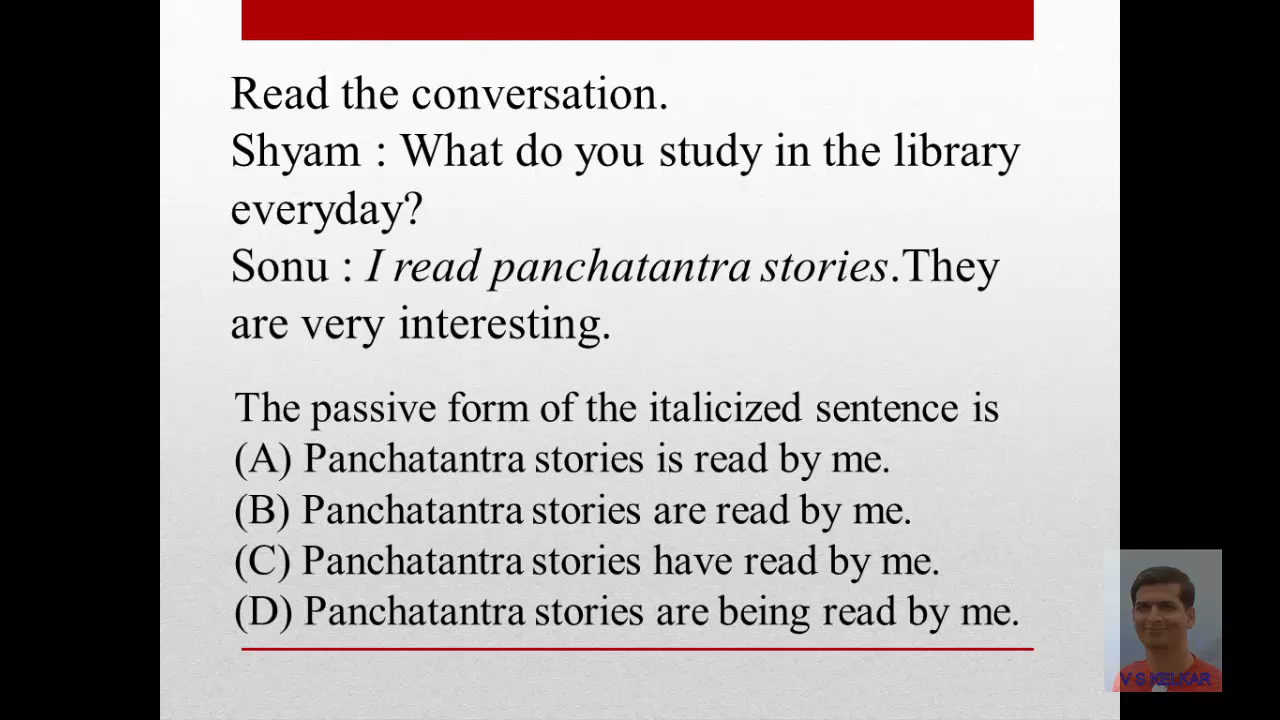 Read the conversation.
Shyam : What do you study in the library
everyday?
Sonu : I read panchatantra stories.They
are very interesting.
The passive form of the italicized sentence is
(A) Panchatantra stories is read by me.
(B) Panchatantra stories are read by me.
(C) Panchatantra stories have read by me.
(D) Panchatantra stories are being read by me.
V S KELKAR